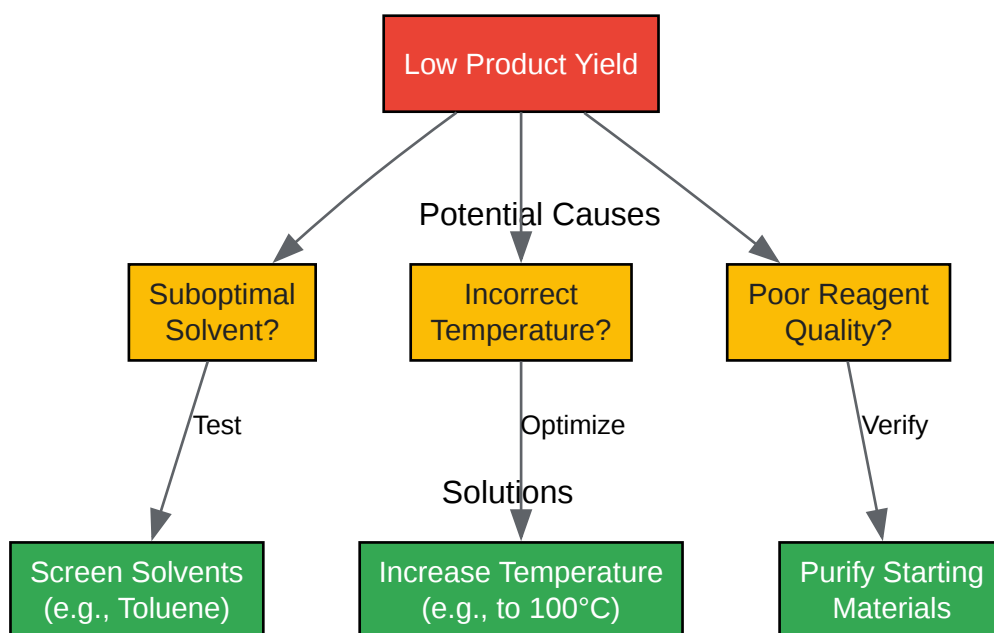 Low Product Yield
Potential Causes
Suboptimal
Solvent?
Incorrect
Temperature?
Poor Reagent
Quality?
Test
Optimize
Verify
Solutions
Screen Solvents
(e.g., Toluene)
Increase Temperature
(e.g., to 100°C)
Purify Starting
Materials